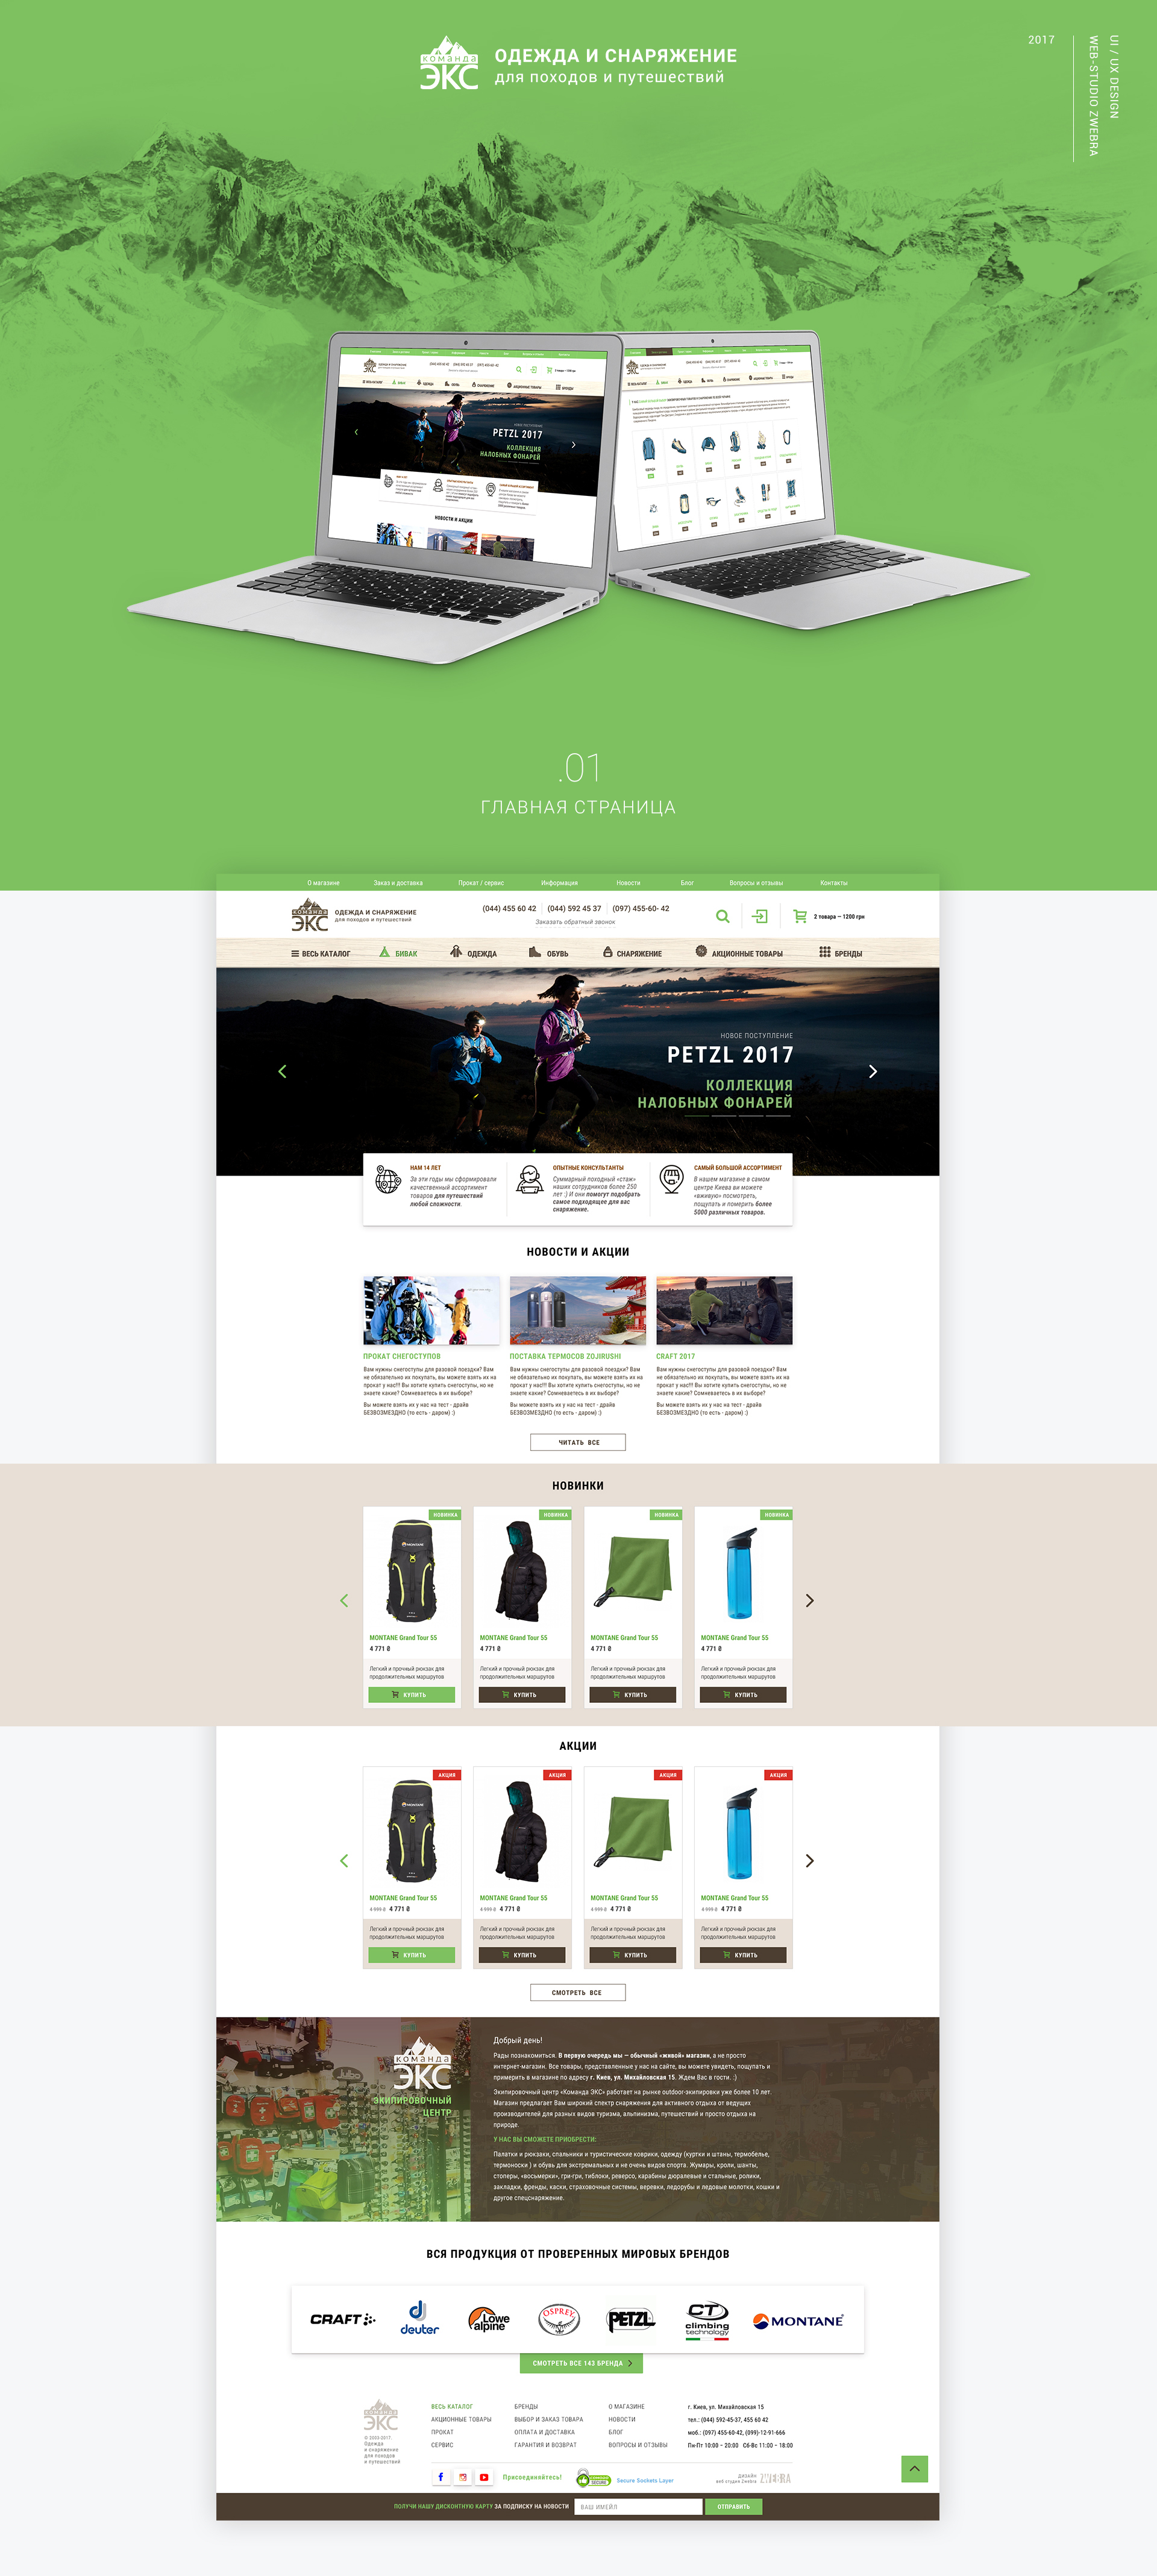 команда
ЭКС
ОДЕЖДА И СНАРЯЖЕНИЕ
для походов и путешествий
2017
UI / UX DESIGN
WEB-STUDIO ZWEBRA
PETZL 2017
КОЛЛЕКЦИЯ
НАЛОБНЫХ ФОНАРЕЙ
НОВОСТИ И АКЦИИ
.01
ГЛАВНАЯ СТРАНИЦА
О магазине Заказ и доставка Прокат / сервис Информация Новости Блог Вопросы и отзывы Контакты
команда
ЭКС
ОДЕЖДА И СНАРЯЖЕНИЕ
для походов и путешествий
(044) 455 60 42 (044) 592 45 37 (097) 455-60- 42
Заказать обратный звонок
2 товара — 1200 грн
ВЕСЬ КАТАЛОГ БИВАК ОДЕЖДА ОБУВЬ СНАРЯЖЕНИЕ АКЦИОННЫЕ ТОВАРЫ БРЕНДЫ
НОВОЕ ПОСТУПЛЕНИЕ
PETZL 2017
КОЛЛЕКЦИЯ
НАЛОБНЫХ ФОНАРЕЙ
НАМ 14 ЛЕТ
За эти годы мы сформировали
качественный ассортимент
товаров для путешествий
любой сложности.
ОПЫТНЫЕ КОНСУЛЬТАНТЫ
Суммарный походный «стаж»
наших сотрудников более 250
лет :) И они помогут подобрать
самое подходящее для вас
снаряжение.
САМЫЙ БОЛЬШОЙ АССОРТИМЕНТ
В нашем магазине в самом
центре Киева вы можете
«вживую» посмотреть,
пощупать и померить более
5000 различных товаров.
НОВОСТИ И АКЦИИ
ПРОКАТ СНЕГОСТУПОВ
Вам нужны снегоступы для разовой поездки? Вам
не обязательно их покупать, вы можете взять их на
прокат у нас!!! Вы хотите купить снегоступы, но не
знаете какие? Сомневаетесь в их выборе?
Вы можете взять их у нас на тест - драйв
БЕЗВОЗМЕЗДНО (то есть - даром) :)
ПОСТАВКА ТЕРМОСОВ ZOJIRUSHI
Вам нужны снегоступы для разовой поездки? Вам
не обязательно их покупать, вы можете взять их на
прокат у нас!!! Вы хотите купить снегоступы, но не
знаете какие? Сомневаетесь в их выборе?
Вы можете взять их у нас на тест - драйв
БЕЗВОЗМЕЗДНО (то есть - даром) :)
CRAFT 2017
Вам нужны снегоступы для разовой поездки? Вам
не обязательно их покупать, вы можете взять их на
прокат у нас!!! Вы хотите купить снегоступы, но не
знаете какие? Сомневаетесь в их выборе?
Вы можете взять их у нас на тест - драйв
БЕЗВОЗМЕЗДНО (то есть - даром) :)
ЧИТАТЬ ВСЕ
НОВИНКИ
НОВИНКА НОВИНКА НОВИНКА НОВИНКА
MONTANE
MONTANE Grand Tour 55 MONTANE Grand Tour 55 MONTANE Grand Tour 55 MONTANE Grand Tour 55
4 771 ₴ 4 771 ₴ 4 771 ₴ 4 771 ₴
Легкий и прочный рюкзак для Легкий и прочный рюкзак для Легкий и прочный рюкзак для Легкий и прочный рюкзак для
продолжительных маршрутов продолжительных маршрутов продолжительных маршрутов продолжительных маршрутов
КУПИТЬ КУПИТЬ КУПИТЬ КУПИТЬ
АКЦИИ
АКЦИЯ АКЦИЯ АКЦИЯ АКЦИЯ
MONTANE
MONTANE Grand Tour 55 MONTANE Grand Tour 55 MONTANE Grand Tour 55 MONTANE Grand Tour 55
4 999 ₴ 4 771 ₴ 4 999 ₴ 4 771 ₴ 4 999 ₴ 4 771 ₴ 4 999 ₴ 4 771 ₴
Легкий и прочный рюкзак для Легкий и прочный рюкзак для Легкий и прочный рюкзак для Легкий и прочный рюкзак для
продолжительных маршрутов продолжительных маршрутов продолжительных маршрутов продолжительных маршрутов
КУПИТЬ КУПИТЬ КУПИТЬ КУПИТЬ
СМОТРЕТЬ ВСЕ
команда
ЭКС
ЭКИПИРОВОЧНЫЙ
ЦЕНТР
Добрый день!
Рады познакомиться. В первую очередь мы — обычный «живой» магазин, а не просто
интернет-магазин. Все товары, представленные у нас на сайте, вы можете увидеть, пощупать и
примерить в магазине по адресу г. Киев, ул. Михайловская 15. Ждем Вас в гости. :)
Экипировочный центр «Команда ЭКС» работает на рынке outdoor-экипировки уже более 10 лет.
Магазин предлагает Вам широкий спектр снаряжения для активного отдыха от ведущих
производителей для разных видов туризма, альпинизма, путешествий и просто отдыха на
природе.
У НАС ВЫ СМОЖЕТЕ ПРИОБРЕСТИ:
Палатки и рюкзаки, спальники и туристические коврики, одежду (куртки и штаны, термобелье,
термоноски ) и обувь для экстремальных и не очень видов спорта. Жумары, кроли, шанты,
стоперы, «восьмерки», гри-гри, тиблоки, реверсо, карабины дюралевые и стальные, ролики,
закладки, френды, каски, страховочные системы, веревки, ледорубы и ледовые молотки, кошки и
другое спецснаряжение.
ВСЯ ПРОДУКЦИЯ ОТ ПРОВЕРЕННЫХ МИРОВЫХ БРЕНДОВ
CRAFT
deuter
Lowe
alpine
OSPREY
PETZL
CT
climbing
technology
MONTANE
СМОТРЕТЬ ВСЕ 143 БРЕНДА
команда
ЭКС
© 2003-2017.
Одежда
и снаряжение
для походов
и путешествий
ВЕСЬ КАТАЛОГ
АКЦИОННЫЕ ТОВАРЫ
ПРОКАТ
СЕРВИС
БРЕНДЫ
ВЫБОР И ЗАКАЗ ТОВАРА
ОПЛАТА И ДОСТАВКА
ГАРАНТИЯ И ВОЗВРАТ
О МАГАЗИНЕ
НОВОСТИ
БЛОГ
ВОПРОСЫ И ОТЗЫВЫ
г. Киев, ул. Михайловская 15
тел.: (044) 592-45-37, 455 60 42
моб.: (097) 455-60-42, (099)-12-91-666
Пн-Пт 10:00 – 20:00 Сб-Вс 11:00 – 18:00
Присоединяйтесь!
SECURE
Secure Sockets Layer
ДИЗАЙН
веб студия Zwebra
ПОЛУЧИ НАШУ ДИСКОНТНУЮ КАРТУ ЗА ПОДПИСКУ НА НОВОСТИ
ВАШ ИМЕЙЛ
ОТПРАВИТЬ